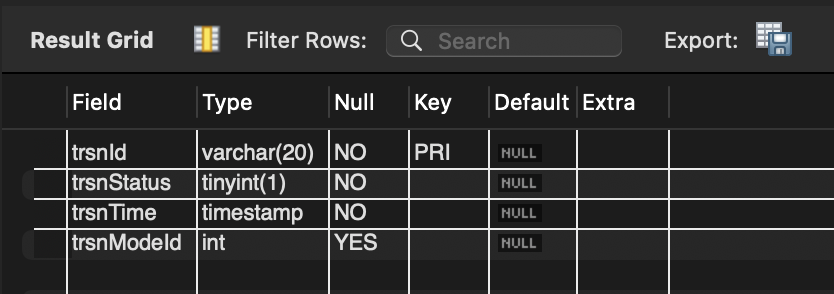 Result Grid Filter Rows: Search Export:
Field Type Null Key Default Extra
trsnId varchar(20) NO PRI NULL
trsnStatus tinyint(1) NO NULL
trsnTime timestamp NO NULL
trsnModeId int YES NULL